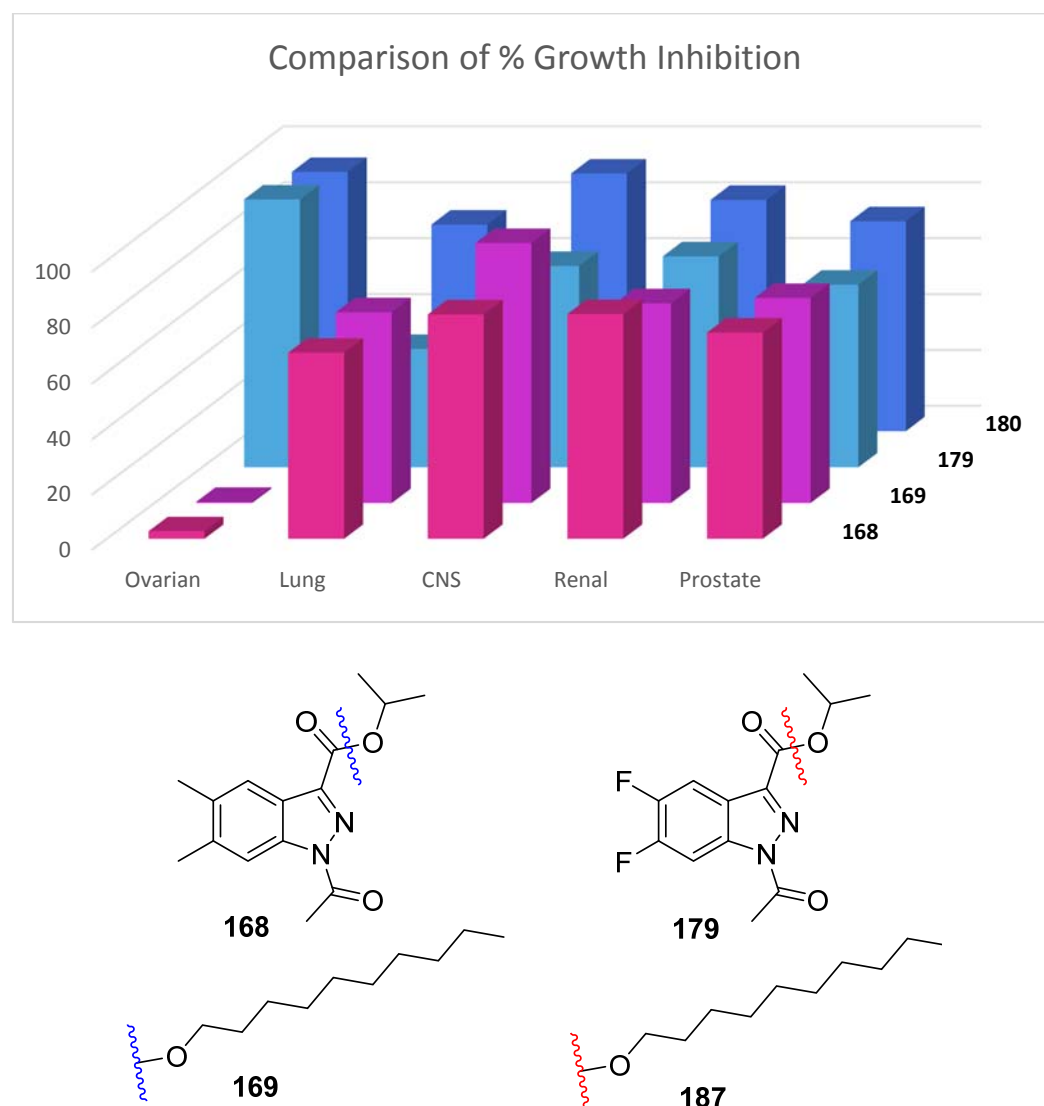 Comparison of % Growth Inhibition
100
80
60
40
20
0
Ovarian Lung CNS Renal Prostate
180
179
169
168
O O
N
N
O
168
O O
F
F
N
N
O
179
O
169
O
187